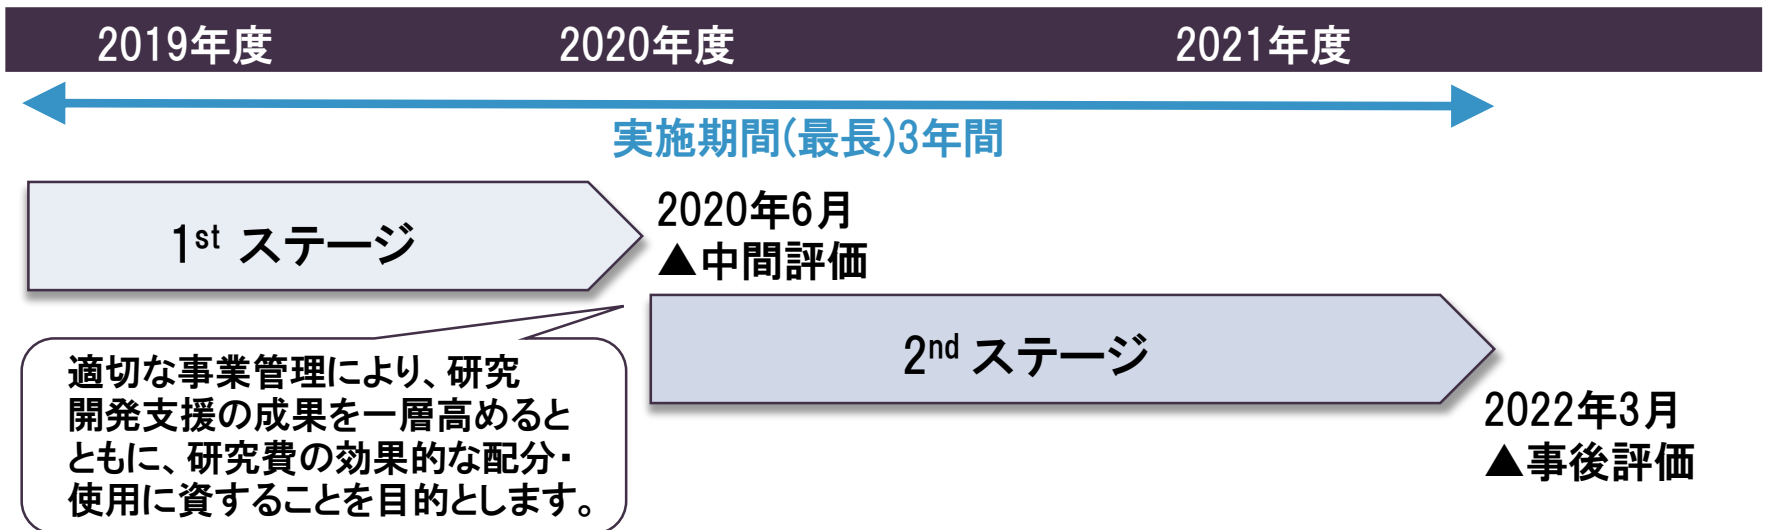 2019年度 2020年度 2021年度
実施期間(最長)3年間
1st ステージ
2020年6月
▲中間評価
適切な事業管理により、研究
開発支援の成果を一層高めると
ともに、研究費の効果的な配分・
使用に資することを目的とします。
2nd ステージ
2022年3月
▲事後評価